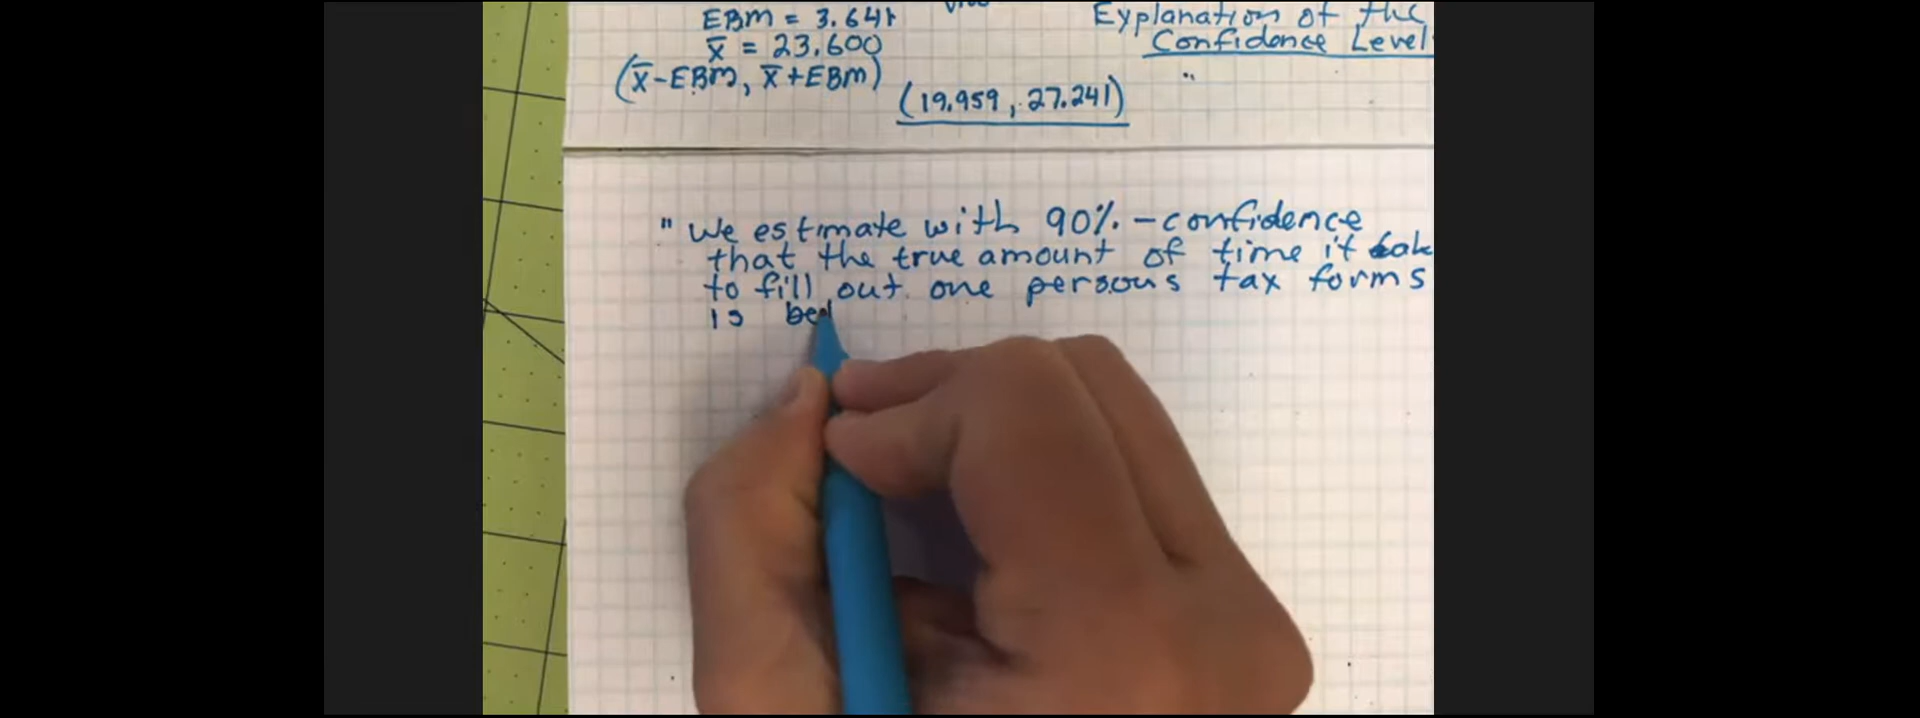 EBM = 3.641
x̄ = 23.600
(x̄-EBM, x̄+EBM)
(19.959, 27.241)
Explanation of the
Confidence Level
"
" We estimate with 90% - confidence
that the true amount of time it
to fill out one persons tax forms
is